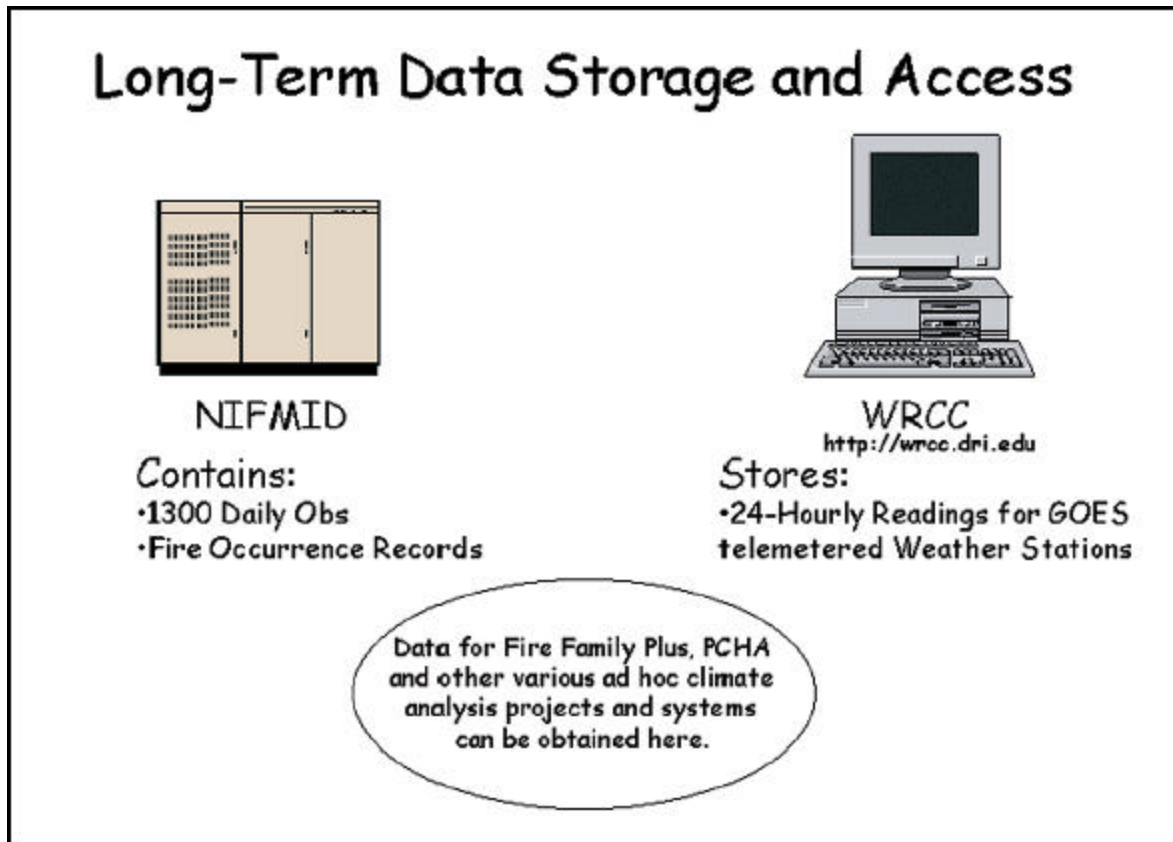 Long-Term Data Storage and Access
NIFMID
Contains:
•1300 Daily Obs
•Fire Occurrence Records
WRCC
http://wrcc.dri.edu
Stores:
•24-Hourly Readings for GOES
telemetered Weather Stations
Data for Fire Family Plus, PCHA
and other various ad hoc climate
analysis projects and systems
can be obtained here.